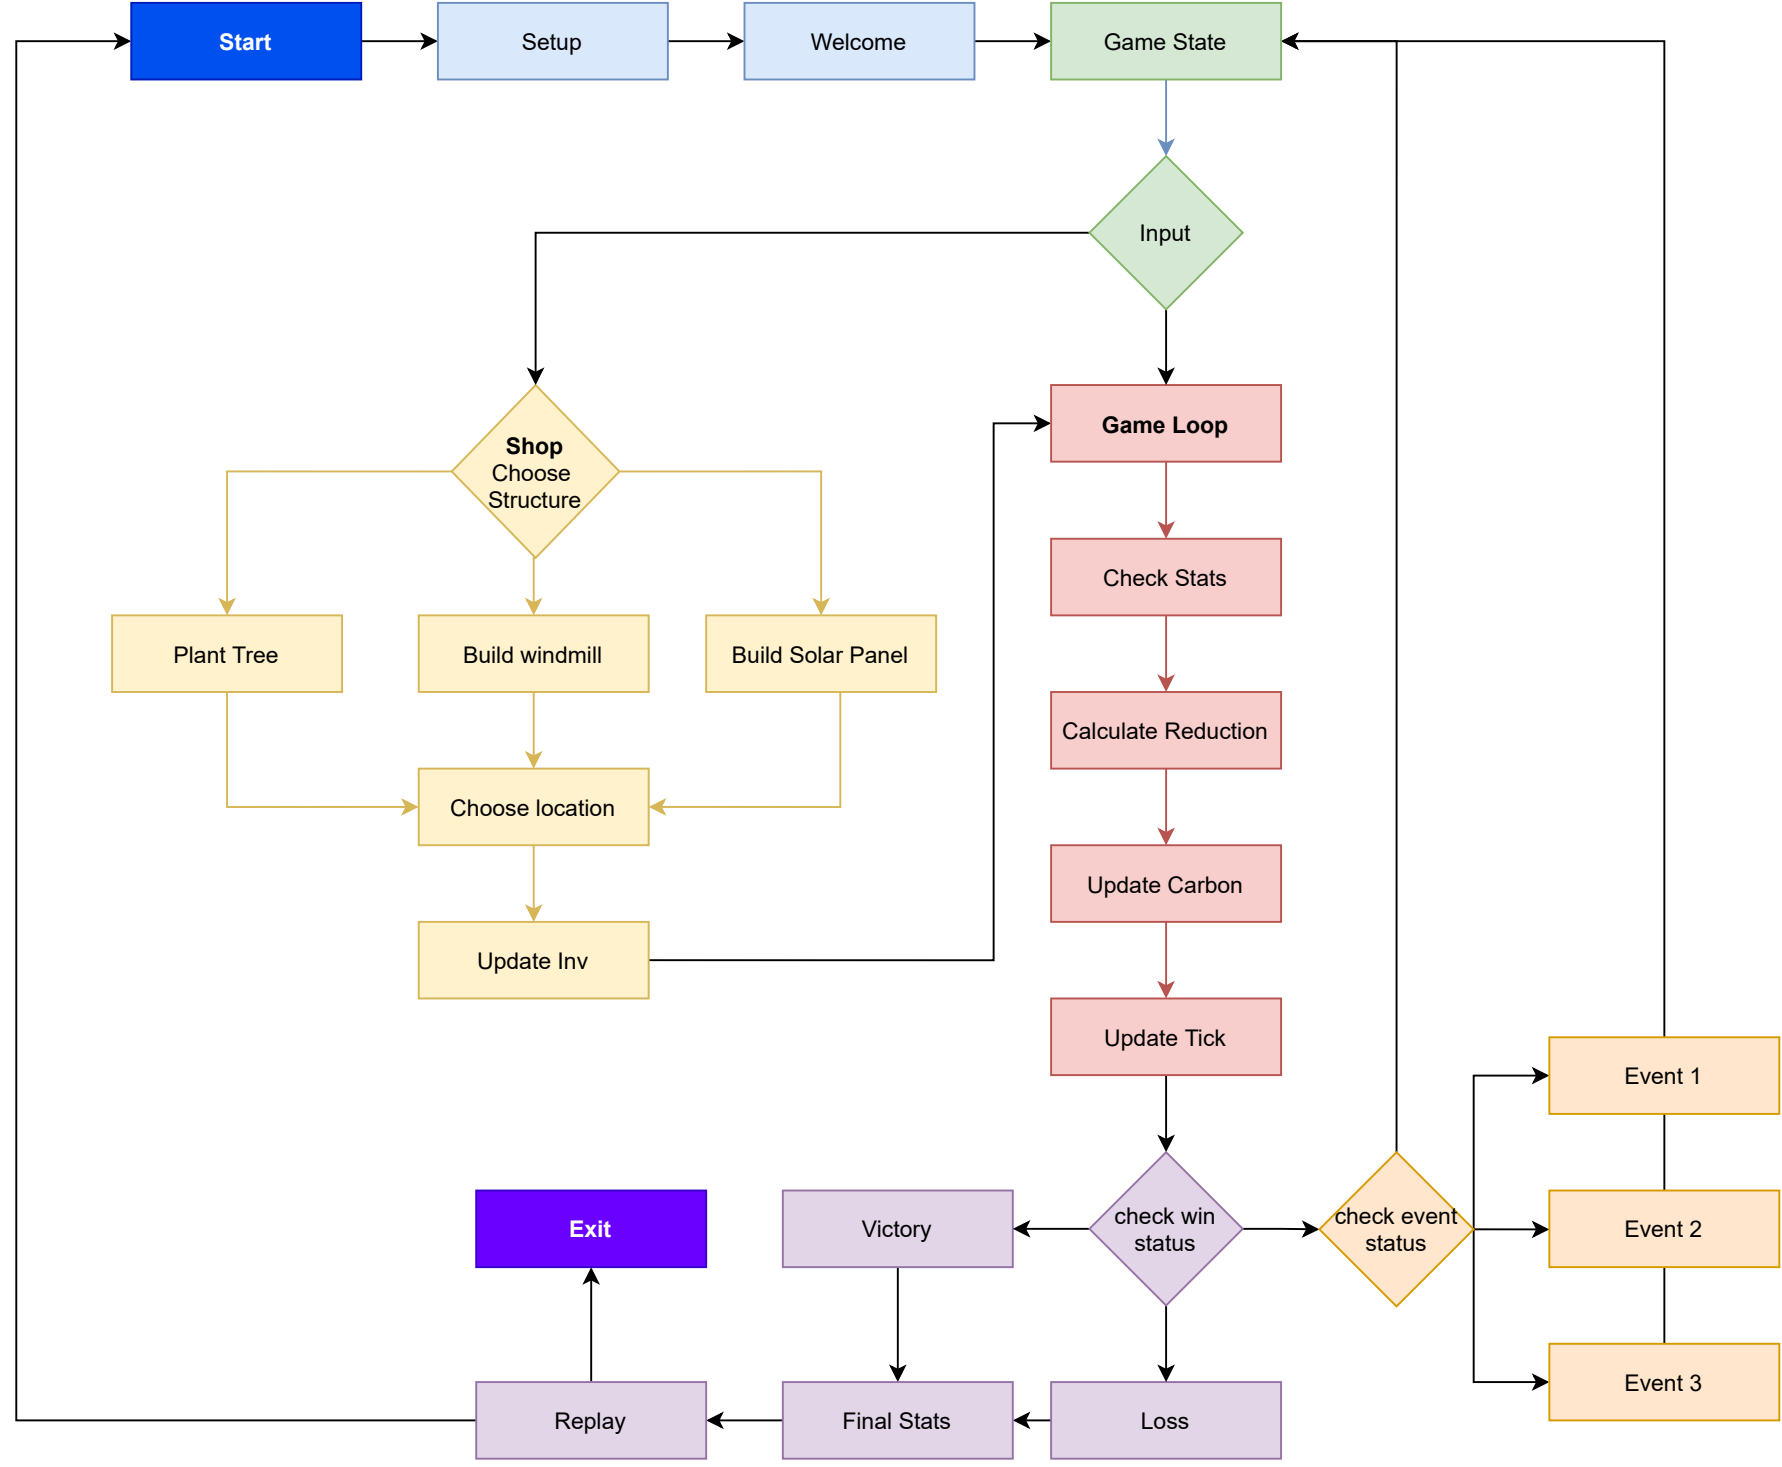 Start
Setup
Welcome
Game State
Input
Shop
Choose
Structure
Game Loop
Check Stats
Plant Tree
Build windmill
Build Solar Panel
Calculate Reduction
Choose location
Update Carbon
Update Inv
Update Tick
Event 1
Exit
Victory
check win
status
check event
status
Event 2
Replay
Final Stats
Loss
Event 3